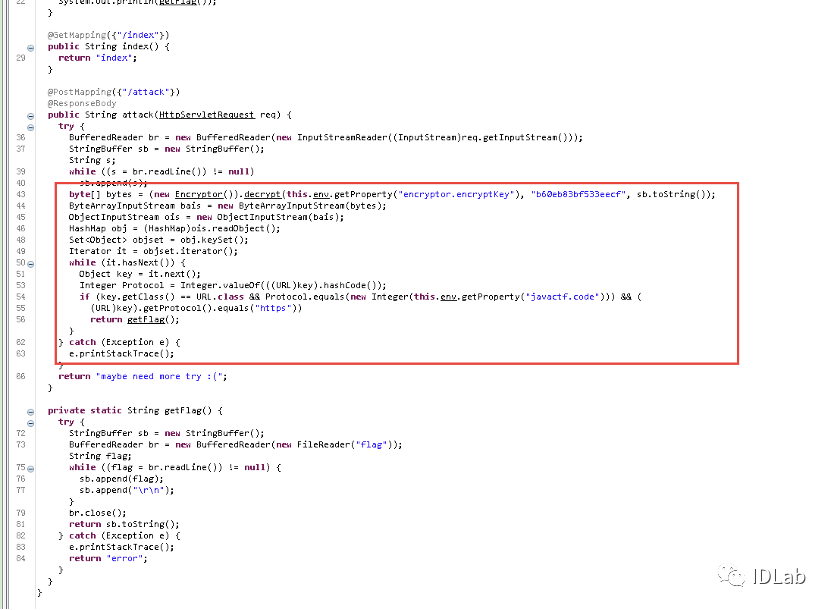 22 System.out.println(getFlag());
}
@GetMapping({"/index"})
public String index() {
29 return "index";
}
@PostMapping({"/attack"})
@ResponseBody
public String attack(HttpServletRequest req) {
try {
36 BufferedReader br = new BufferedReader(new InputStreamReader((InputStream)req.getInputStream()));
37 StringBuffer sb = new StringBuffer();
String s;
39 while ((s = br.readLine()) != null)
40 sb.append(s);
43 byte[] bytes = (new Encryptor()).decrypt(this.env.getProperty("encryptor.encryptKey"), "b60eb83bf533eecf", sb.toString());
44 ByteArrayInputStream bais = new ByteArrayInputStream(bytes);
45 ObjectInputStream ois = new ObjectInputStream(bais);
46 HashMap obj = (HashMap)ois.readObject();
48 Set<Object> objset = obj.keySet();
49 Iterator it = objset.iterator();
50 while (it.hasNext()) {
51 Object key = it.next();
53 Integer Protocol = Integer.valueOf(((URL)key).hashCode());
54 if (key.getClass() == URL.class && Protocol.equals(new Integer(this.env.getProperty("javactf.code"))) && (
55 (URL)key).getProtocol().equals("https"))
56 return getFlag();
}
62 } catch (Exception e) {
63 e.printStackTrace();
}
66 return "maybe need more try :(";
}
private static String getFlag() {
try {
72 StringBuffer sb = new StringBuffer();
73 BufferedReader br = new BufferedReader(new FileReader("flag"));
String flag;
75 while ((flag = br.readLine()) != null) {
76 sb.append(flag);
77 sb.append("\r\n");
}
79 br.close();
81 return sb.toString();
82 } catch (Exception e) {
83 e.printStackTrace();
84 return "error";
}
}
}
IDLab